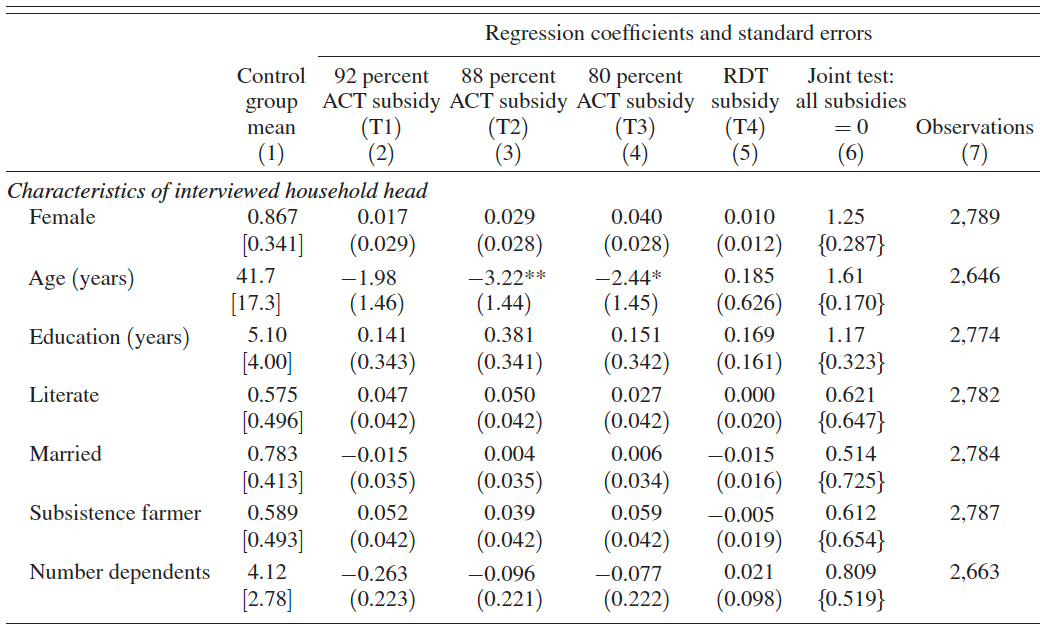 Regression coefficients and standard errors
Control 92 percent 88 percent 80 percent RDT Joint test:
group ACT subsidy ACT subsidy ACT subsidy subsidy all subsidies
mean (T1) (T2) (T3) (T4) = 0 Observations
(1) (2) (3) (4) (5) (6) (7)
Characteristics of interviewed household head
Female 0.867 0.017 0.029 0.040 0.010 1.25 2,789
[0.341] (0.029) (0.028) (0.028) (0.012) {0.287}
Age (years) 41.7 −1.98 −3.22** −2.44* 0.185 1.61 2,646
[17.3] (1.46) (1.44) (1.45) (0.626) {0.170}
Education (years) 5.10 0.141 0.381 0.151 0.169 1.17 2,774
[4.00] (0.343) (0.341) (0.342) (0.161) {0.323}
Literate 0.575 0.047 0.050 0.027 0.000 0.621 2,782
[0.496] (0.042) (0.042) (0.042) (0.020) {0.647}
Married 0.783 −0.015 0.004 0.006 −0.015 0.514 2,784
[0.413] (0.035) (0.035) (0.034) (0.016) {0.725}
Subsistence farmer 0.589 0.052 0.039 0.059 −0.005 0.612 2,787
[0.493] (0.042) (0.042) (0.042) (0.019) {0.654}
Number dependents 4.12 −0.263 −0.096 −0.077 0.021 0.809 2,663
[2.78] (0.223) (0.221) (0.222) (0.098) {0.519}